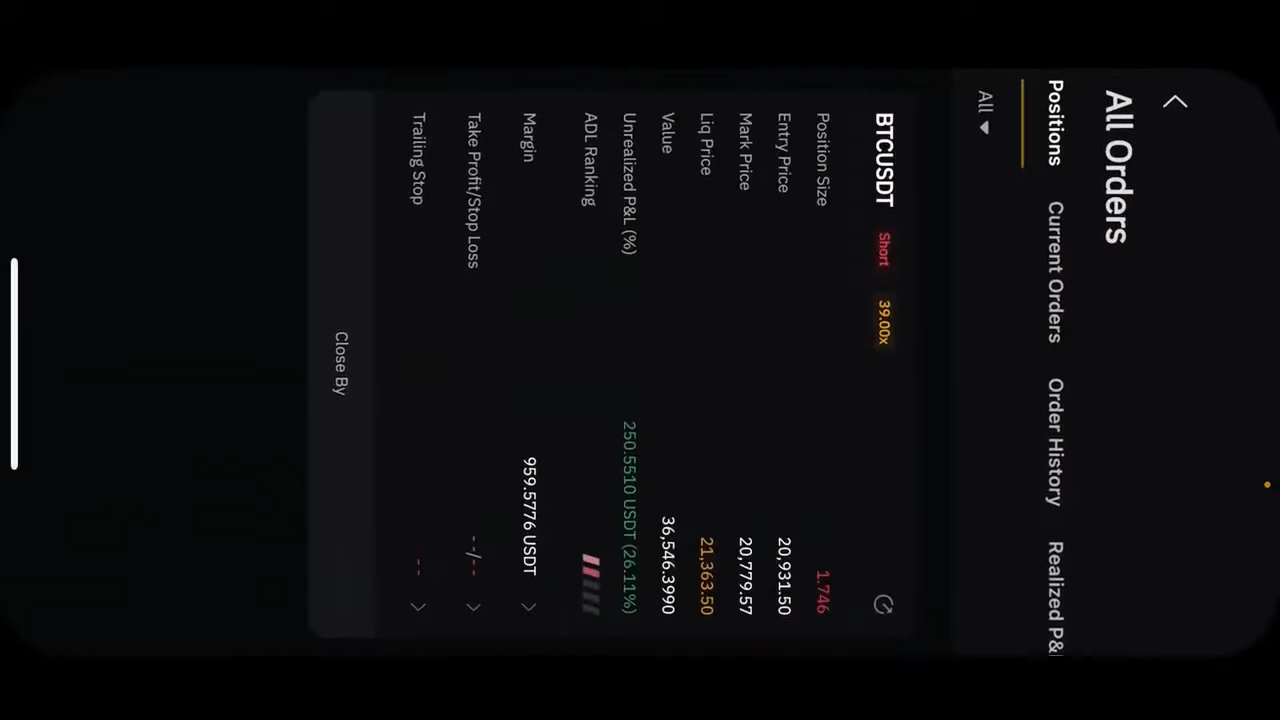 All Orders
Positions Current Orders Order History Realized P&
All
BTCUSDT Short 39.00x
Position Size 1.746
Entry Price 20,931.50
Mark Price 20,779.57
Liq Price 21,363.50
Value 36,546.3990
Unrealized P&L (%) 250.5510 USDT (26.11%)
ADL Ranking
Margin 959.5776 USDT
Take Profit/Stop Loss --/--
Trailing Stop --
Close By